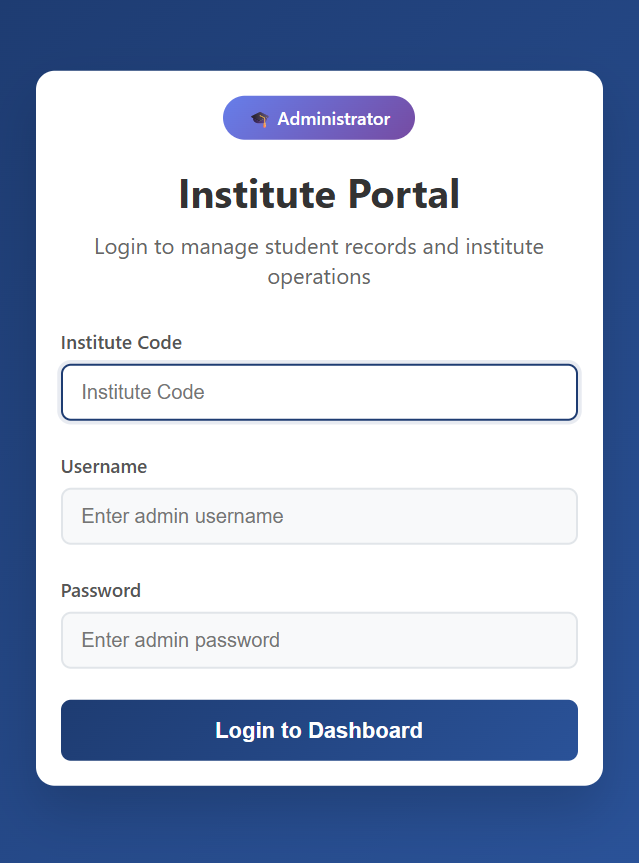 Administrator
Institute Portal
Login to manage student records and institute
operations
Institute Code
Institute Code
Username
Enter admin username
Password
Enter admin password
Login to Dashboard